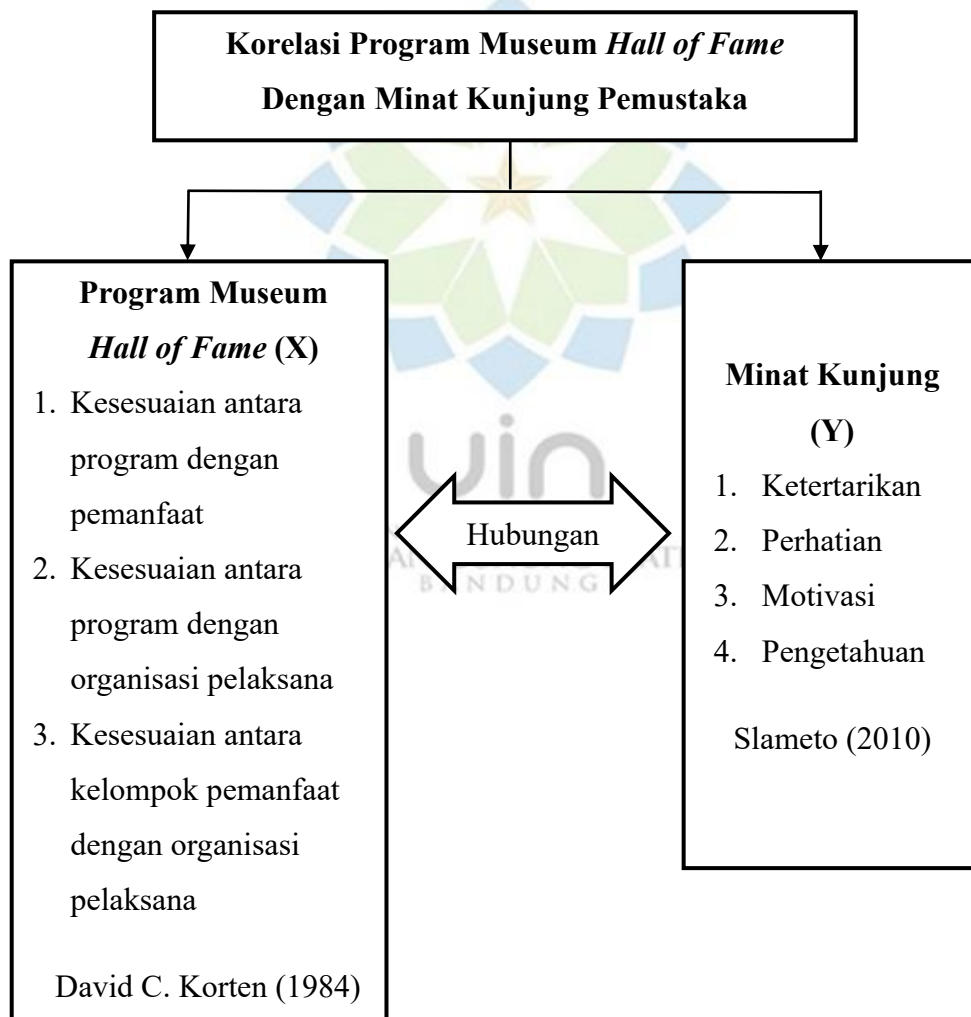 Korelasi Program Museum Hall of Fame
Dengan Minat Kunjung Pemustaka
Program Museum
Hall of Fame (X)
1. Kesesuaian antara
program dengan
pemanfaat
2. Kesesuaian antara
program dengan
organisasi pelaksana
3. Kesesuaian antara
kelompok pemanfaat
dengan organisasi
pelaksana
David C. Korten (1984)
uin
BANDUNG
Hubungan
Minat Kunjung
(Y)
1. Ketertarikan
2. Perhatian
3. Motivasi
4. Pengetahuan
Slameto (2010)